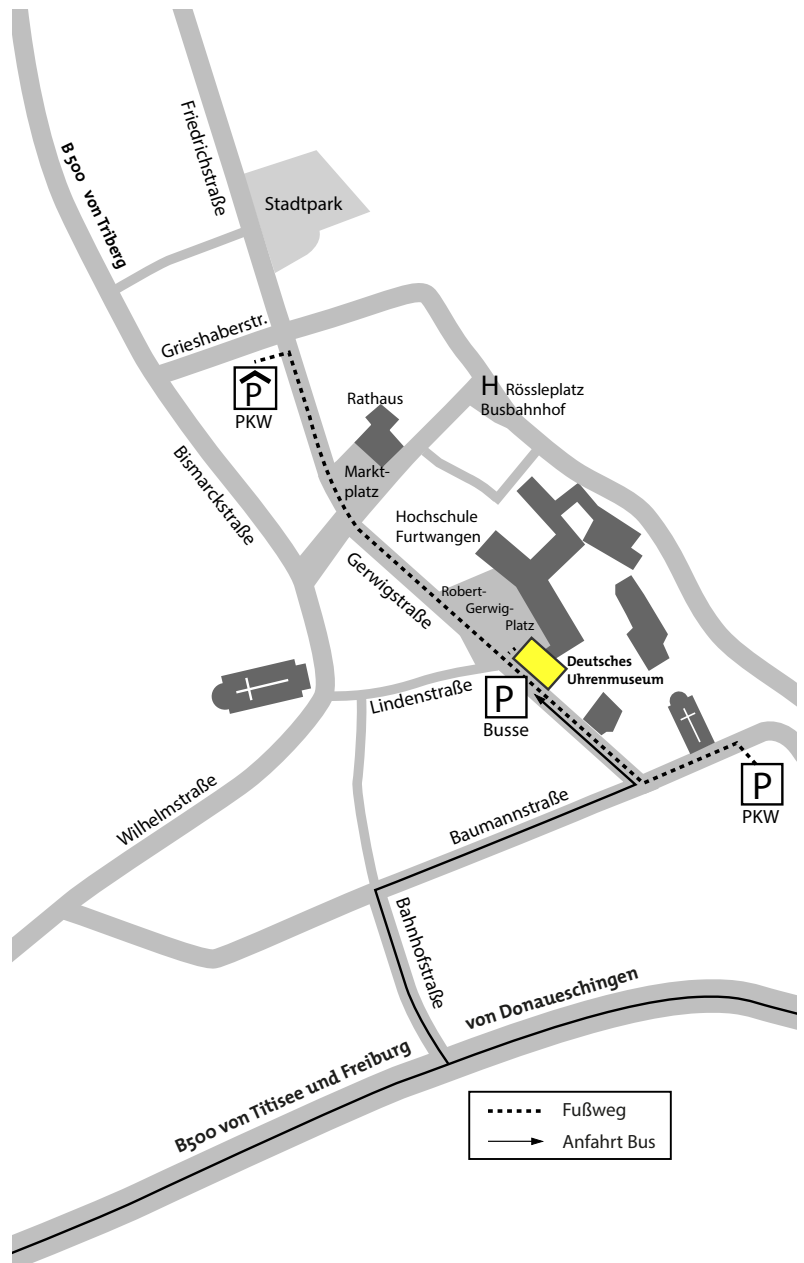 Friedrichstraße
B 500 von Triberg
Stadtpark
Grieshaberstr.
P
PKW
Rathaus
H Rössleplatz
Busbahnhof
Markt-
platz
Bismarckstraße
Hochschule
Furtwangen
Gerwigstraße
Robert-
Gerwig-
Platz
Deutsches
Uhrenmuseum
Lindenstraße
P
Busse
P
PKW
Wilhelmstraße
Baumannstraße
Bahnhofstraße
von Donaueschingen
B500 von Titisee und Freiburg
Fußweg
Anfahrt Bus